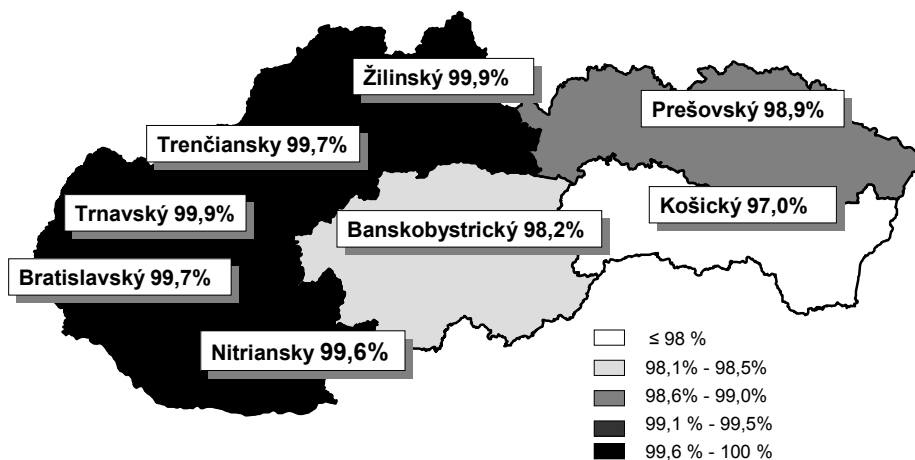 Žilinský 99,9%
Prešovský 98,9%
Trenčiansky 99,7%
Trnavský 99,9%
Košický 97,0%
Banskobystrický 98,2%
Bratislavský 99,7%
Nitriansky 99,6%
≤ 98 %
98,1% - 98,5%
98,6% - 99,0%
99,1 % - 99,5%
99,6 % - 100 %